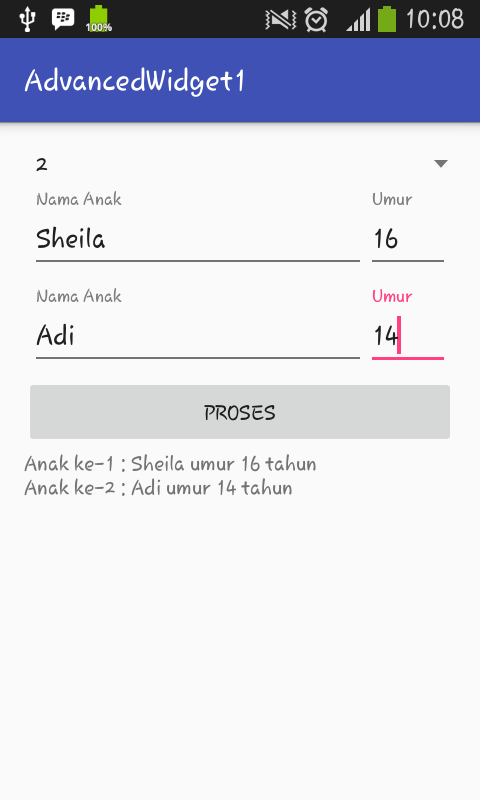 100% 10:08
AdvancedWidget1
2
Nama Anak Umur
Sheila 16
Nama Anak Umur
Adi 14
PROSES
Anak ke-1 : Sheila umur 16 tahun
Anak ke-2 : Adi umur 14 tahun